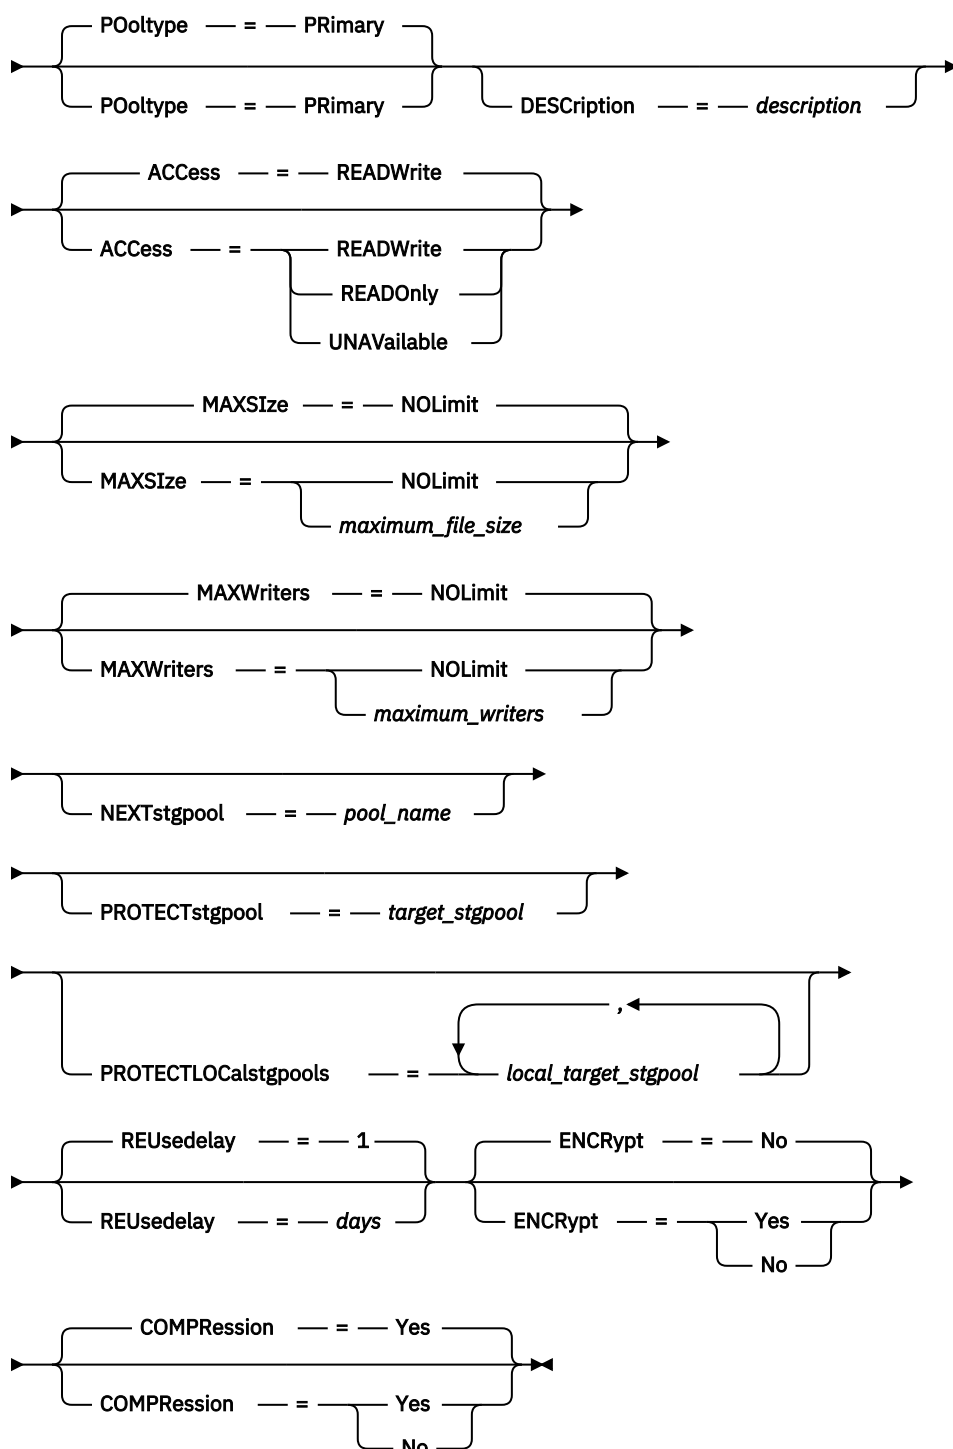 POoltype = PRimary
POoltype = PRimary DESCription = description
ACCess = READWrite
ACCess = READWrite
READOnly
UNAVailable
MAXSIze = NOLimit
MAXSIze = NOLimit
maximum_file_size
MAXWriters = NOLimit
MAXWriters = NOLimit
maximum_writers
NEXTstgpool = pool_name
PROTECTstgpool = target_stgpool
,
PROTECTLOCalstgpools = local_target_stgpool
REUsedelay = 1 ENCRypt = No
REUsedelay = days ENCRypt = Yes
No
COMPRession = Yes
COMPRession = Yes
No